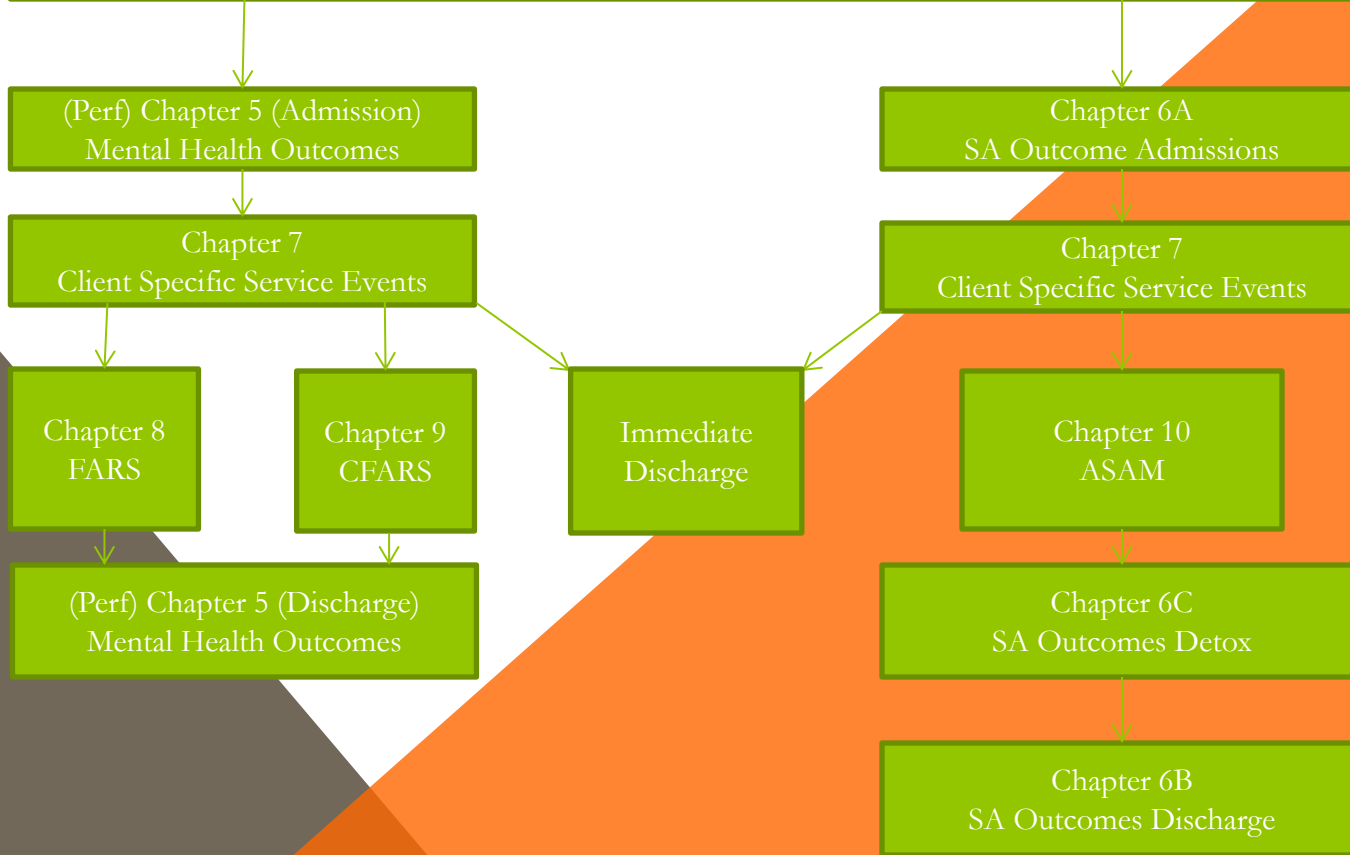 (Perf) Chapter 5 (Admission)
Mental Health Outcomes
Chapter 6A
SA Outcome Admissions
Chapter 7
Client Specific Service Events
Chapter 7
Client Specific Service Events
Chapter 8
FARS
Chapter 9
CFARS
Immediate
Discharge
Chapter 10
ASAM
(Perf) Chapter 5 (Discharge)
Mental Health Outcomes
Chapter 6C
SA Outcomes Detox
Chapter 6B
SA Outcomes Discharge